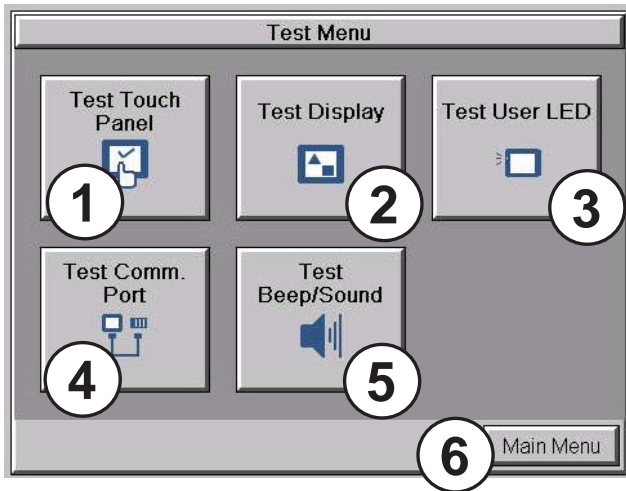 Test Menu
Test Touch
Panel
1
Test Display
2
Test User LED
3
Test Comm.
Port
4
Test
Beep/Sound
5
6
Main Menu